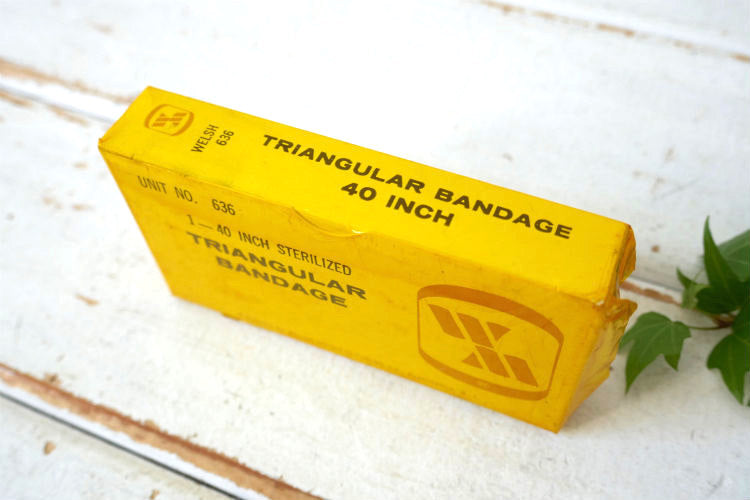 WELSH
636
TRIANGULAR BANDAGE
40 INCH
UNIT NO. 636
1—40 INCH STERILIZED
TRIANGULAR
BANDAGE